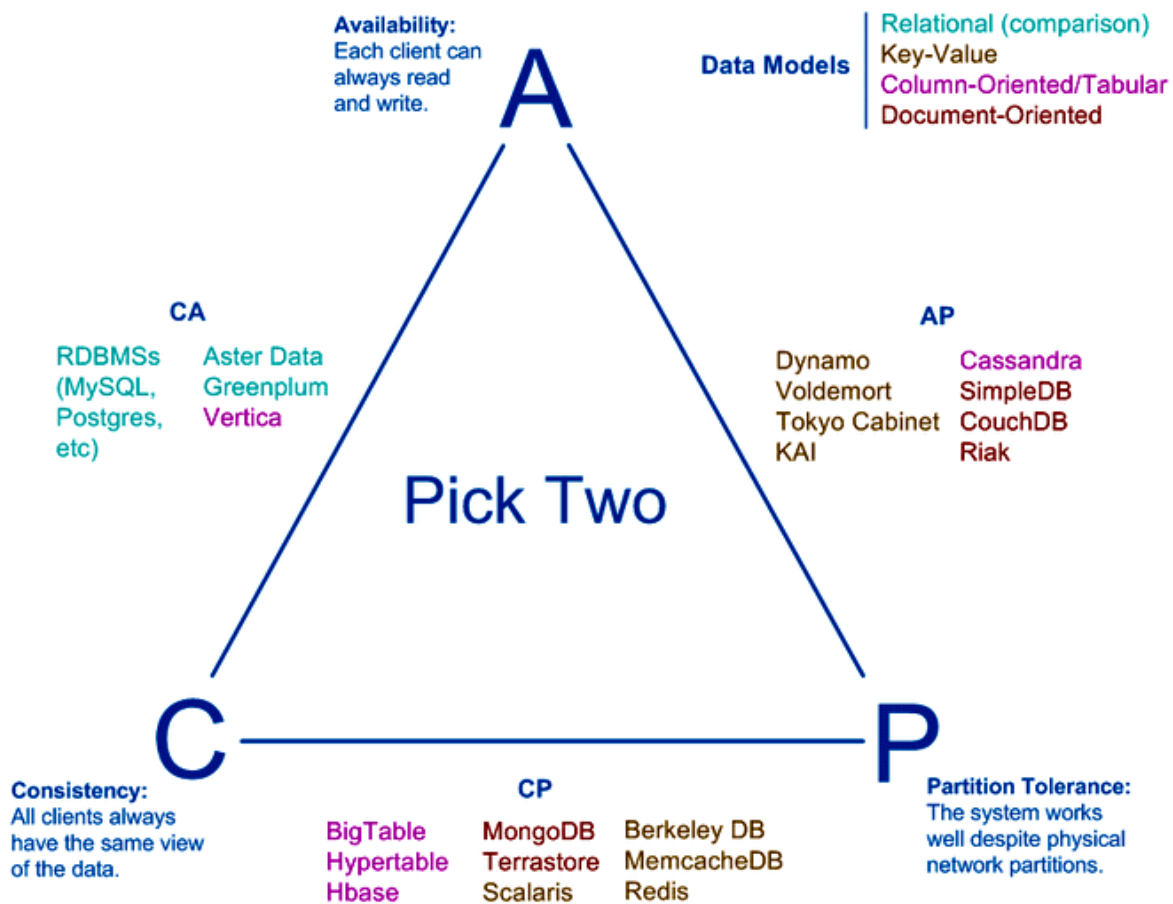 Availability:
Each client can
always read
and write.
A
Data Models
Relational (comparison)
Key-Value
Column-Oriented/Tabular
Document-Oriented
CA
RDBMSs
(MySQL,
Postgres,
etc)
Aster Data
Greenplum
Vertica
AP
Dynamo
Voldemort
Tokyo Cabinet
KAI
Cassandra
SimpleDB
CouchDB
Riak
Pick Two
C
P
Consistency:
All clients always
have the same view
of the data.
CP
BigTable
Hypertable
Hbase
MongoDB
Terrastore
Scalaris
Berkeley DB
MemcacheDB
Redis
Partition Tolerance:
The system works
well despite physical
network partitions.